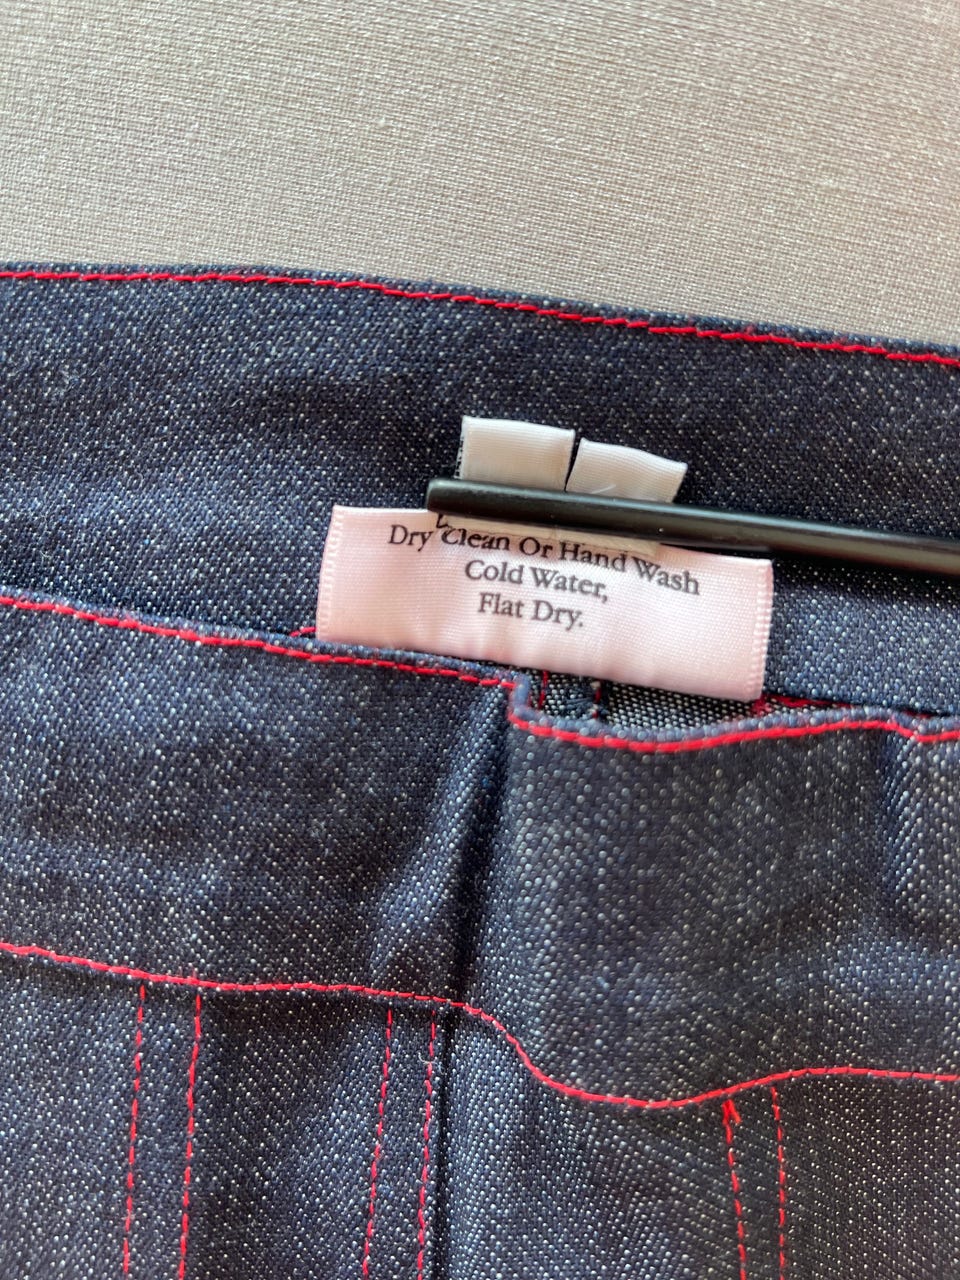 Dry Clean Or Hand Wash
Cold Water,
Flat Dry.